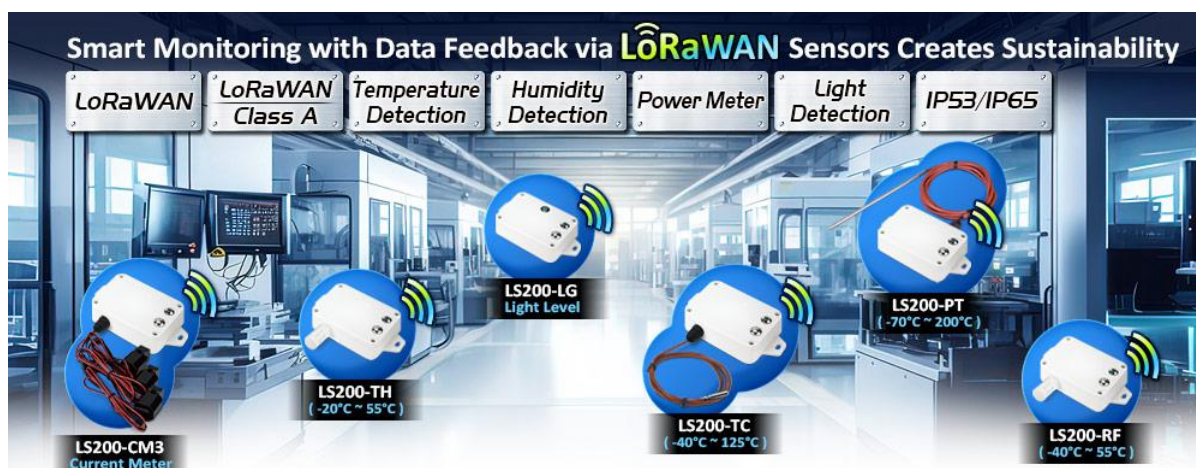 Smart Monitoring with Data Feedback via LoRaWAN Sensors Creates Sustainability
LoRaWAN
LoRaWAN
Class A
Temperature
Detection
Humidity
Detection
Power Meter
Light
Detection
IP53/IP65
LS200-LG
Light Level
LS200-PT
( -70°C ~ 200°C )
LS200-TH
( -20°C ~ 55°C )
LS200-TC
( -40°C ~ 125°C )
LS200-RF
( -40°C ~ 55°C )
LS200-CM3
Current Meter